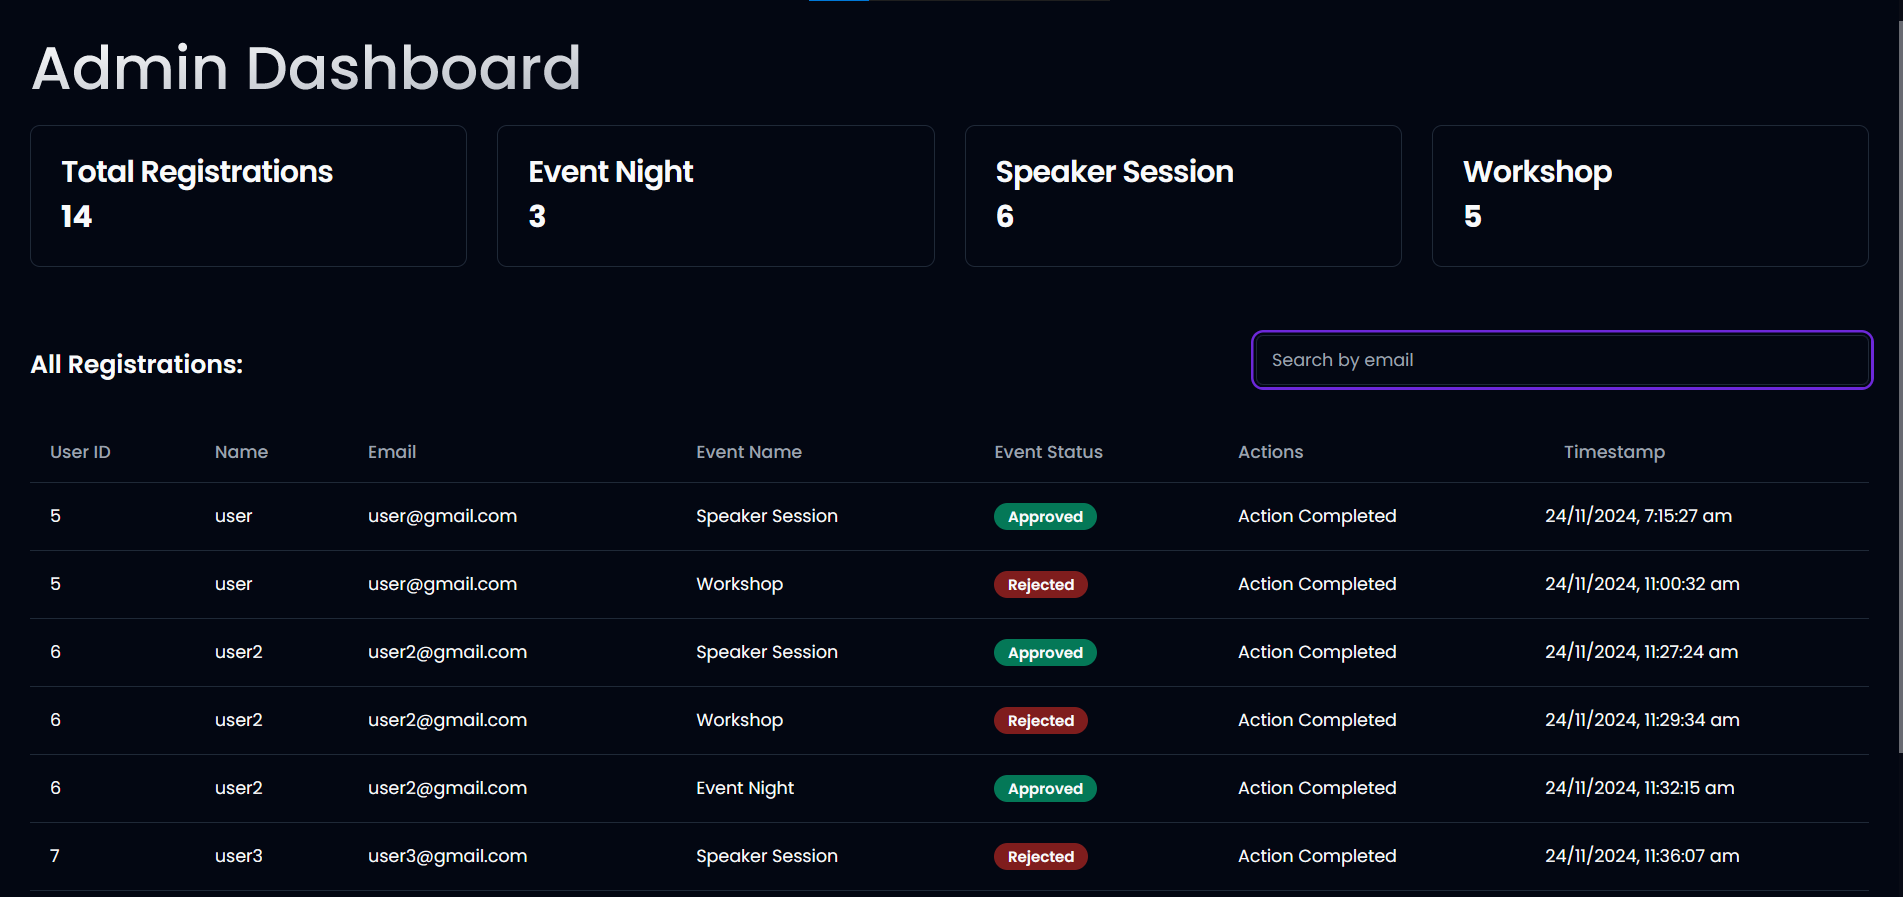 Admin Dashboard
Total Registrations
14
Event Night
3
Speaker Session
6
Workshop
5
All Registrations:
Search by email
User ID Name Email Event Name Event Status Actions Timestamp
5 user user@gmail.com Speaker Session Approved Action Completed 24/11/2024, 7:15:27 am
5 user user@gmail.com Workshop Rejected Action Completed 24/11/2024, 11:00:32 am
6 user2 user2@gmail.com Speaker Session Approved Action Completed 24/11/2024, 11:27:24 am
6 user2 user2@gmail.com Workshop Rejected Action Completed 24/11/2024, 11:29:34 am
6 user2 user2@gmail.com Event Night Approved Action Completed 24/11/2024, 11:32:15 am
7 user3 user3@gmail.com Speaker Session Rejected Action Completed 24/11/2024, 11:36:07 am